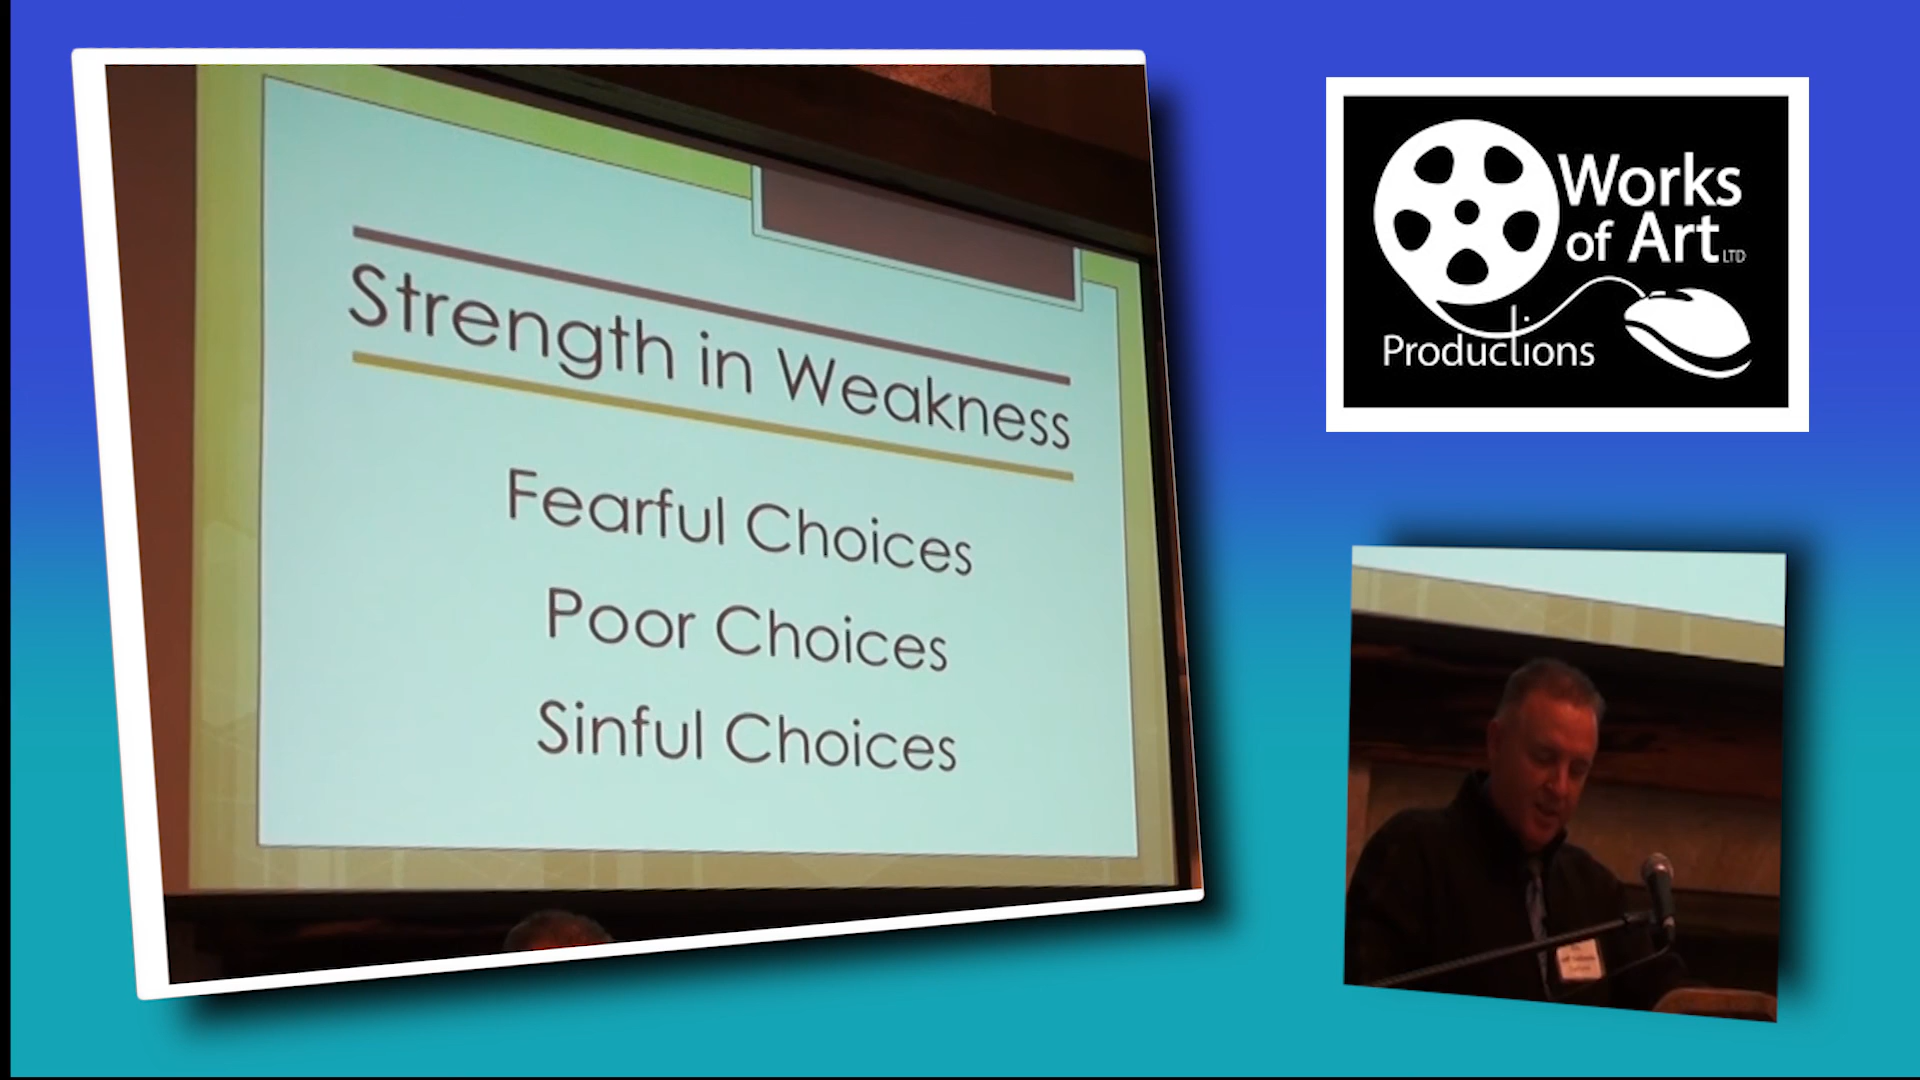 Strength in Weakness
Fearful Choices
Poor Choices
Sinful Choices
Works
of Art LTD
Productions